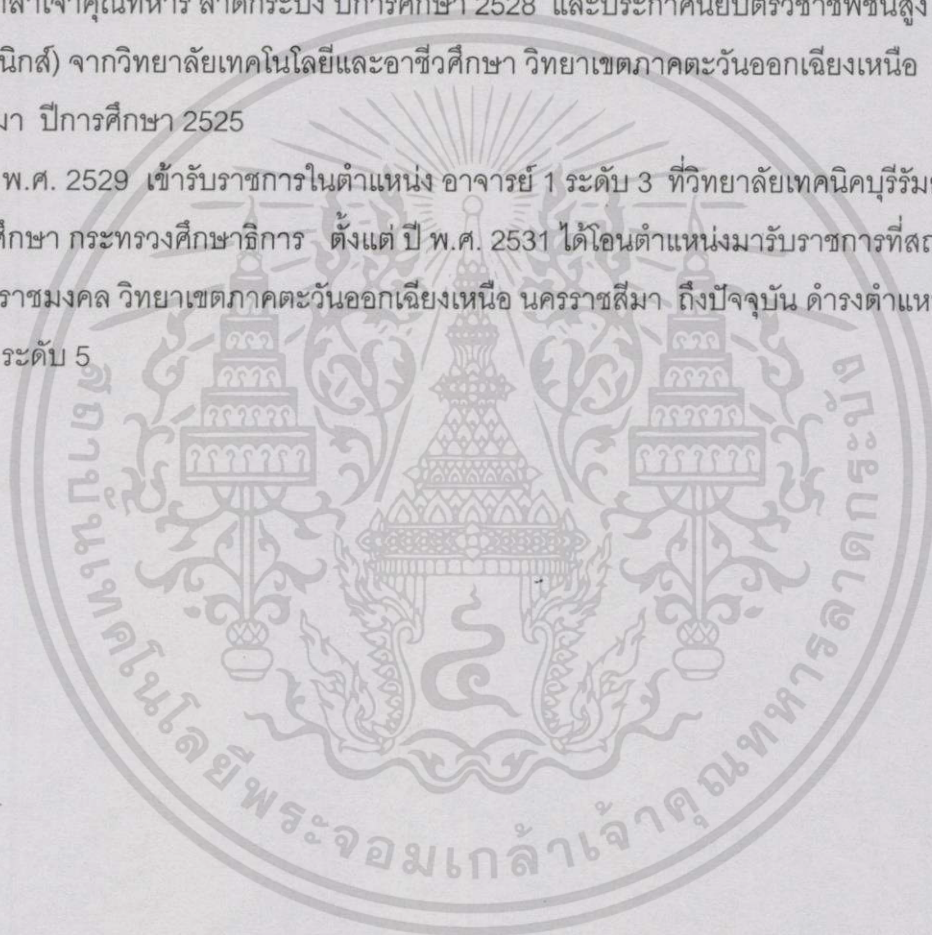 กล้าเจ้าคุณทหาร ลาดกระบัง ปีการศึกษา 2528 และประกาศนียบัตรวิชาชีพชั้นสูง
นิกส์) จากวิทยาลัยเทคโนโลยีและอาชีวศึกษา วิทยาเขตภาคตะวันออกเฉียงเหนือ
มา ปีการศึกษา 2525
พ.ศ. 2529 เข้ารับราชการในตำแหน่ง อาจารย์ 1 ระดับ 3 ที่วิทยาลัยเทคนิคบุรีรัมย์
ศึกษา กระทรวงศึกษาธิการ ตั้งแต่ ปี พ.ศ. 2531 ได้โอนตำแหน่งมารับราชการที่
ราชมงคล วิทยาเขตภาคตะวันออกเฉียงเหนือ นครราชสีมา ถึงปัจจุบัน ดำรง
ระดับ 5
สถาบันเทคโนโลยีพระจอมเกล้าเจ้าคุณทหารลาดกระบัง